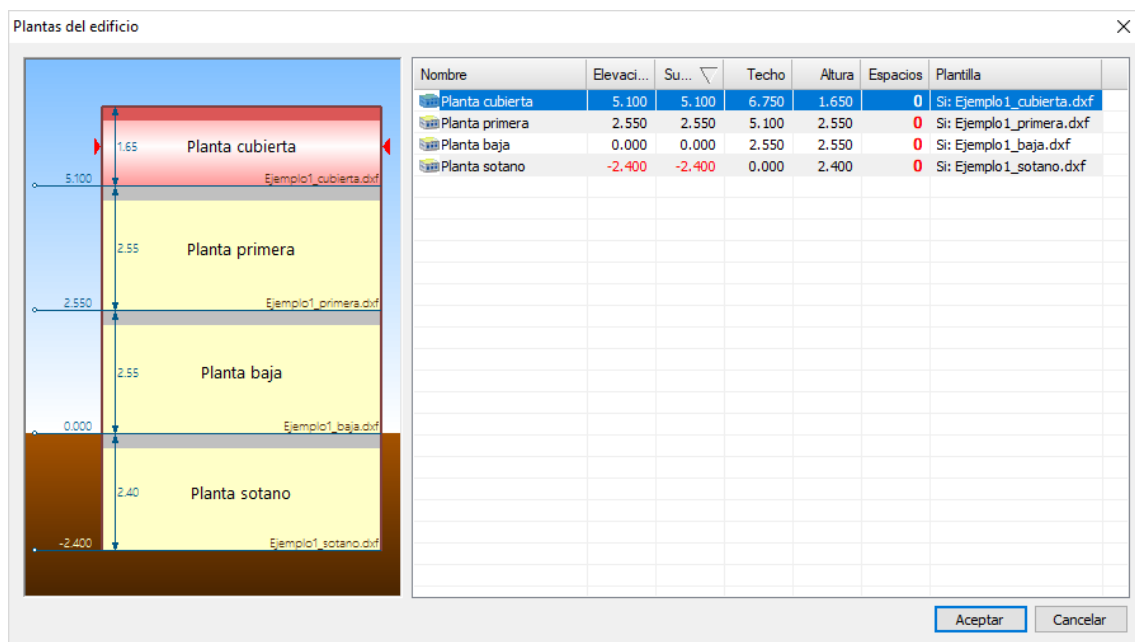 Plantas del edificio
Nombre Elevaci... Su... Techo Altura Espacios Plantilla
Planta cubierta 5.100 5.100 6.750 1.650 0 Si: Ejemplo1_cubierta.dxf
Planta primera 2.550 2.550 5.100 2.550 0 Si: Ejemplo1_primera.dxf
Planta baja 0.000 0.000 2.550 2.550 0 Si: Ejemplo1_baja.dxf
Planta sotano -2.400 -2.400 0.000 2.400 0 Si: Ejemplo1_sotano.dxf
1.65 Planta cubierta
5.100 Ejemplo1_cubierta.dxf
2.55 Planta primera
2.550 Ejemplo1_primera.dxf
2.55 Planta baja
0.000 Ejemplo1_baja.dxf
2.40 Planta sotano
-2.400 Ejemplo1_sotano.dxf
Aceptar Cancelar